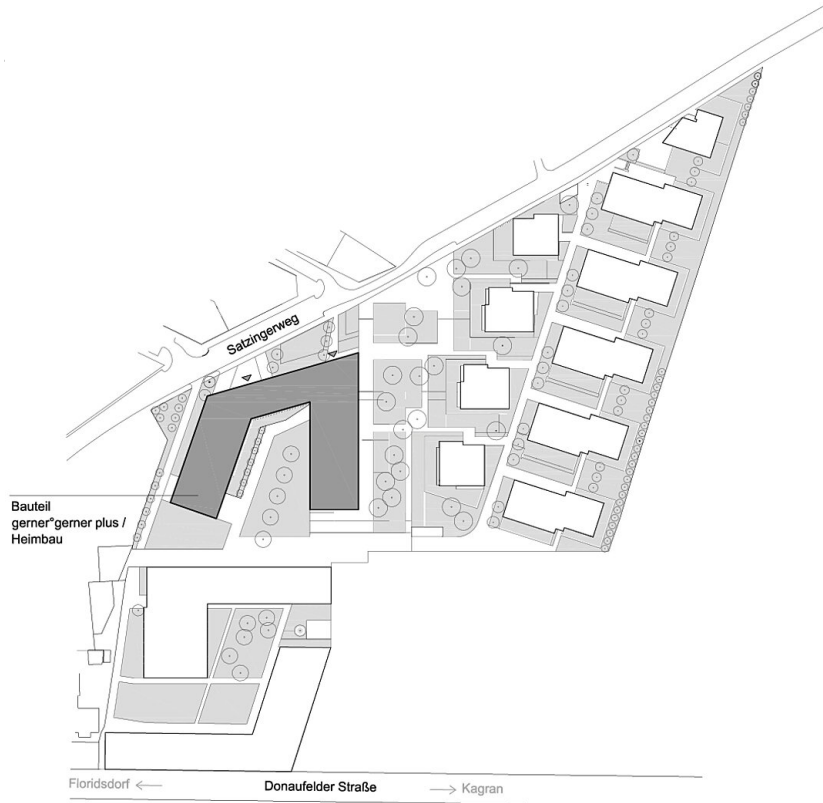 Satzingerweg
Bauteil
gerner°gerner plus /
Heimbau
Floridsdorf ← Donaufelder Straße → Kagran